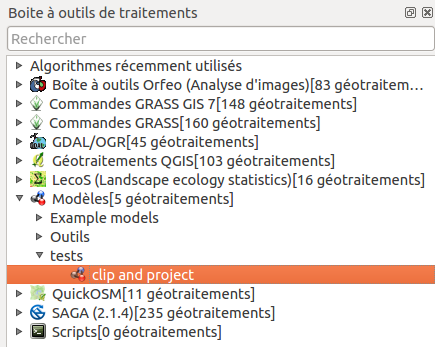 Boite à outils de traitements
Rechercher
Algorithmes récemment utilisés
Boîte à outils Orfeo (Analyse d'images)[83 géotraitem…
Commandes GRASS GIS 7[148 géotraitements]
Commandes GRASS[160 géotraitements]
GDAL/OGR[45 géotraitements]
Géotraitements QGIS[103 géotraitements]
LecoS (Landscape ecology statistics)[16 géotraitements]
Modèles[5 géotraitements]
Example models
Outils
tests
clip and project
QuickOSM[11 géotraitements]
SAGA (2.1.4)[235 géotraitements]
Scripts[0 géotraitements]